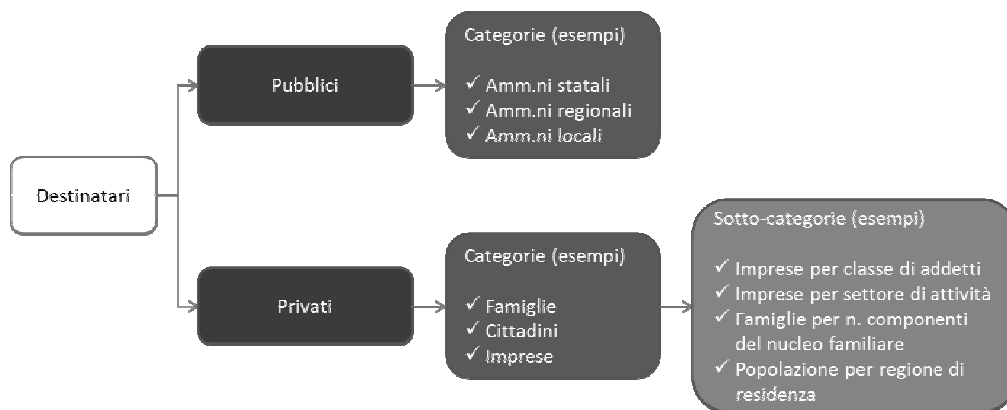 Destinatari
Pubblici
Categorie (esempi)
✓ Amm.ni statali
✓ Amm.ni regionali
✓ Amm.ni locali
Privati
Categorie (esempi)
✓ Famiglie
✓ Cittadini
✓ Imprese
Sotto-categorie (esempi)
✓ Imprese per classe di addetti
✓ Imprese per settore di attività
✓ Famiglie per n. componenti
del nucleo familiare
✓ Popolazione per regione di
residenza